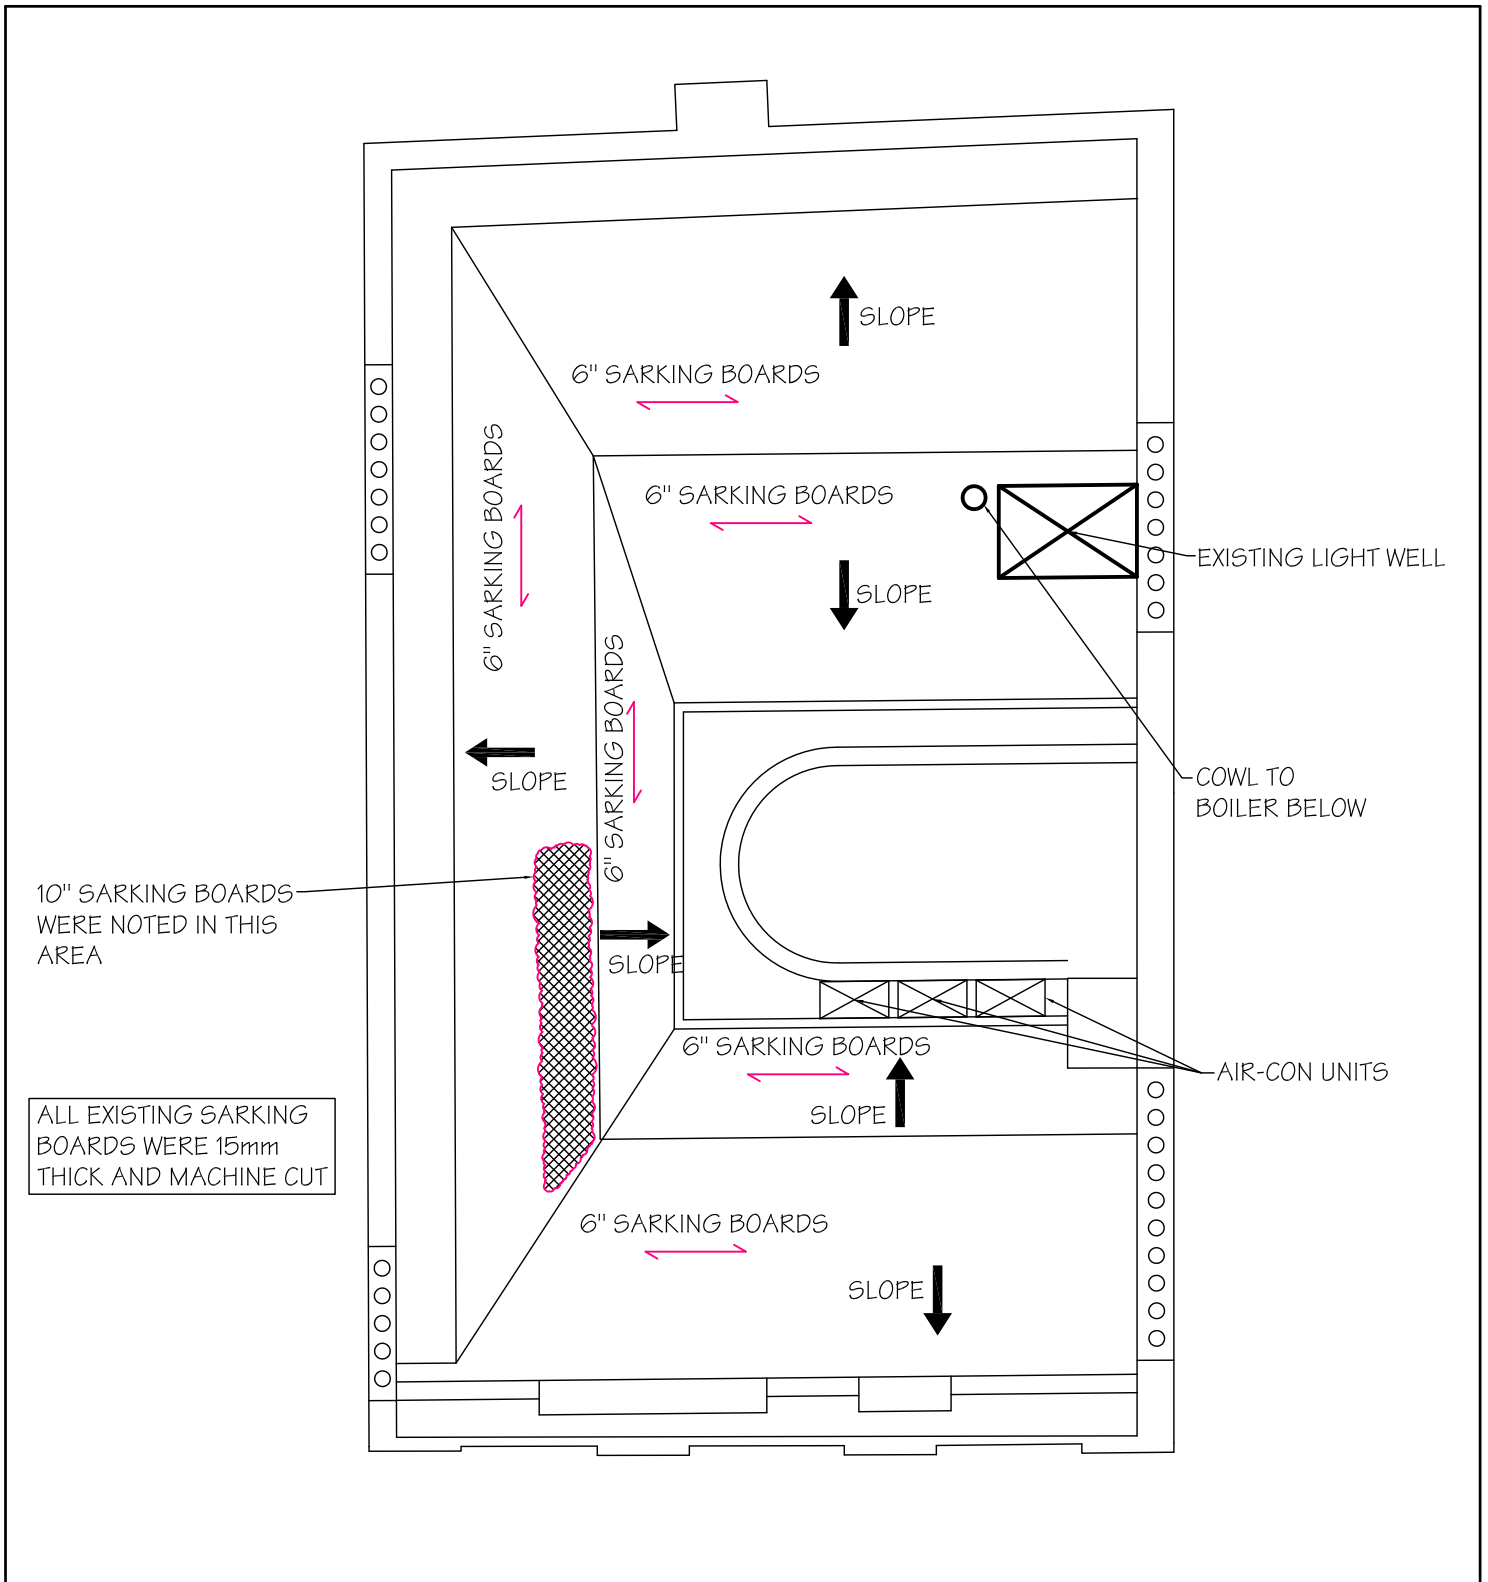 SLOPE
6" SARKING BOARDS
6" SARKING BOARDS
6" SARKING BOARDS
EXISTING LIGHT WELL
SLOPE
6" SARKING BOARDS
SLOPE
COWL TO
BOILER BELOW
10" SARKING BOARDS
WERE NOTED IN THIS
AREA
SLOPE
6" SARKING BOARDS
AIR-CON UNITS
SLOPE
ALL EXISTING SARKING
BOARDS WERE 15mm
THICK AND MACHINE CUT
6" SARKING BOARDS
SLOPE